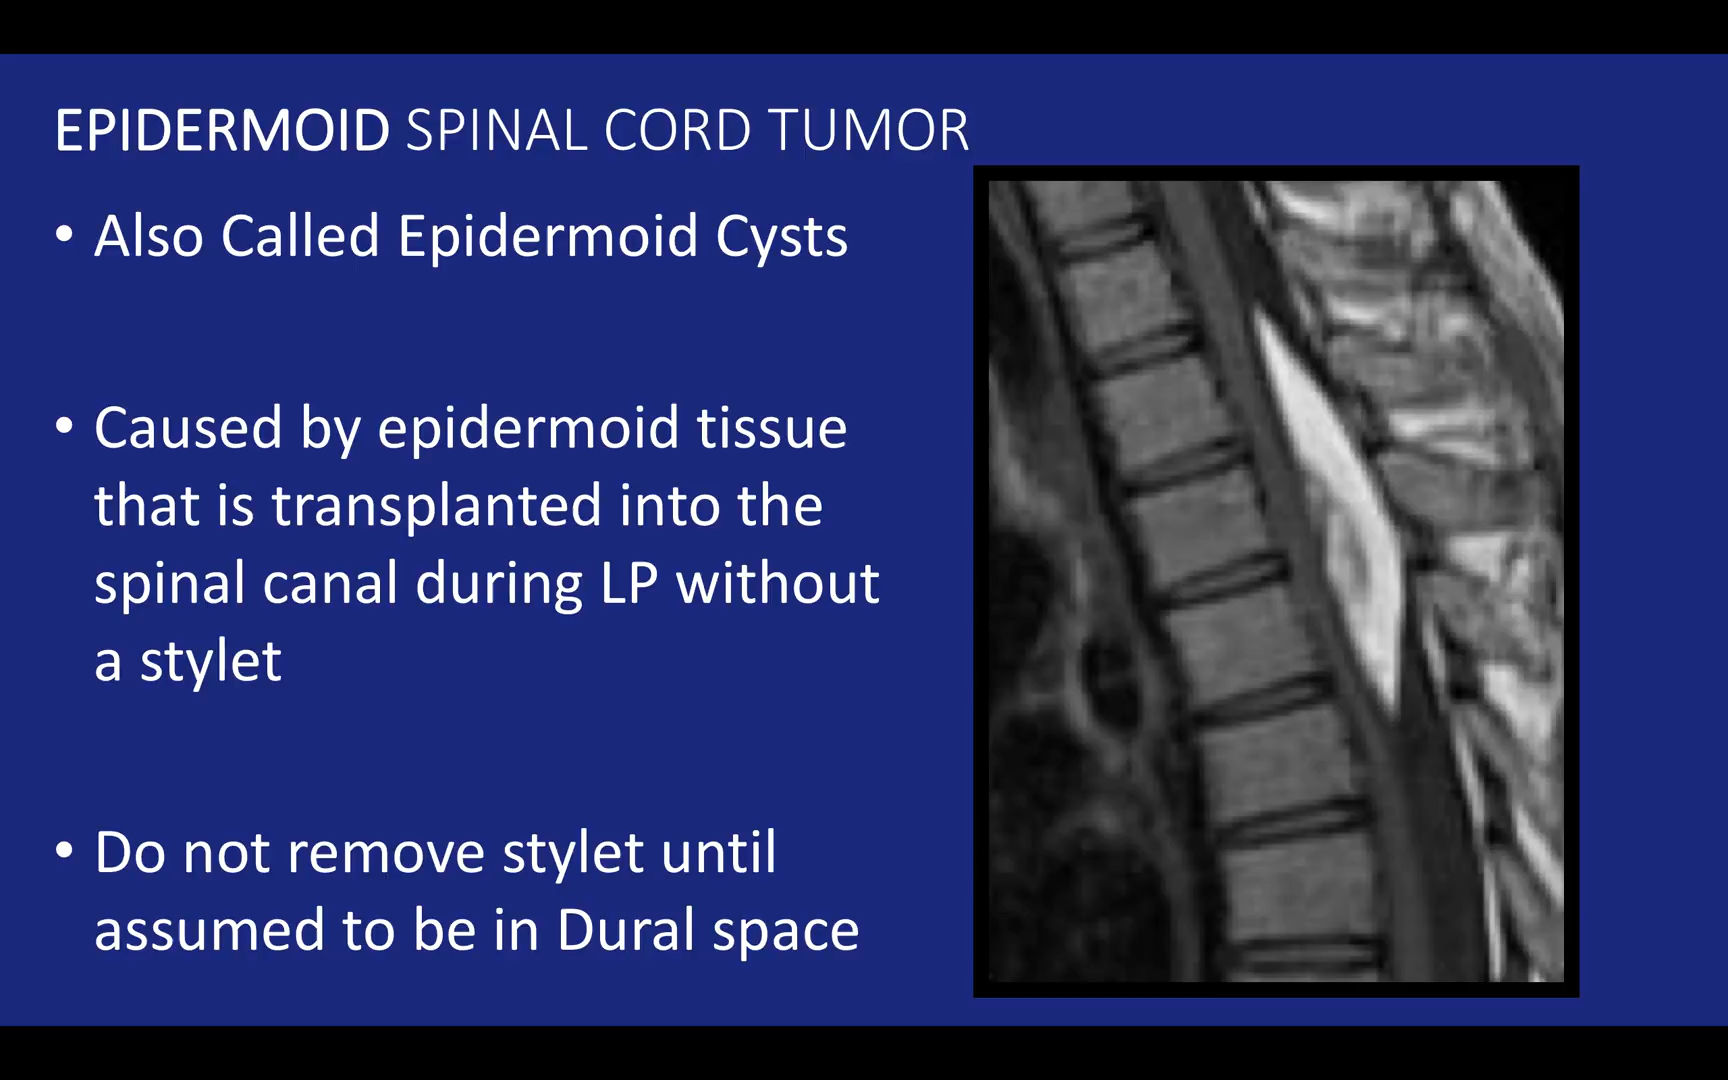 EPIDERMOID SPINAL CORD TUMOR
• Also Called Epidermoid Cysts
• Caused by epidermoid tissue
that is transplanted into the
spinal canal during LP without
a stylet
• Do not remove stylet until
assumed to be in Dural space